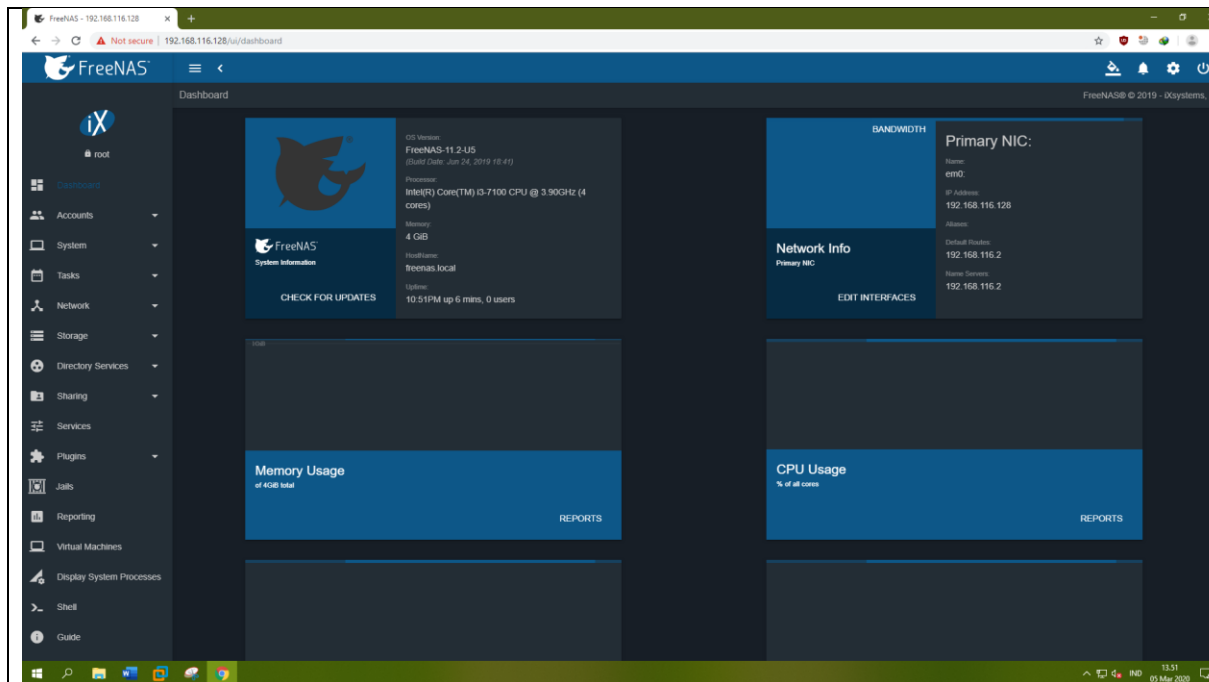 FreeNAS - 192.168.116.128
Not secure | 192.168.116.128/ui/dashboard
FreeNAS
Dashboard
FreeNAS® © 2019 - iXsystems,
iX
root
Dashboard
Accounts
System
Tasks
Network
Storage
Directory Services
Sharing
Services
Plugins
Jails
Reporting
Virtual Machines
Display System Processes
Shell
Guide
FreeNAS
System Information
CHECK FOR UPDATES
OS Version:
FreeNAS-11.2-U5
(Build Date: Jun 24, 2019 18:41)
Processor:
Intel(R) Core(TM) i3-7100 CPU @ 3.90GHz (4
cores)
Memory:
4 GiB
HostName:
freenas.local
Uptime:
10:51PM up 6 mins, 0 users
BANDWIDTH
Network Info
Primary NIC
EDIT INTERFACES
Primary NIC:
Name:
em0:
IP Address:
192.168.116.128
Aliases:
Default Routes:
192.168.116.2
Name Servers:
192.168.116.2
Memory Usage
of 4GiB total
REPORTS
CPU Usage
% of all cores
REPORTS
IND
13.51
05 Mar 2020